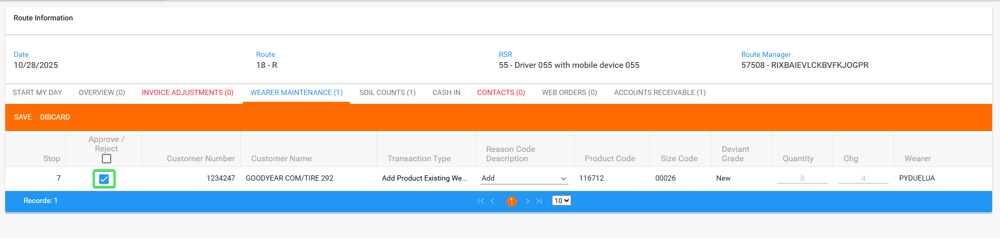 Route Information
Date Route RSR Route Manager
10/28/2025 18 - R 55 - Driver 055 with mobile device 055 57508 - RIXBAIEVLCKBVFKJOGPR
START MY DAY OVERVIEW (0) INVOICE ADJUSTMENTS (0) WEARER MAINTENANCE (1) SOIL COUNTS (1) CASH IN CONTACTS (0) WEB ORDERS (0) ACCOUNTS RECEIVABLE (1)
SAVE DISCARD
Stop Approve / Reject Customer Number Customer Name Transaction Type Reason Code Description Product Code Size Code Deviant Grade Quantity Chg Wearer
7 1234247 GOODYEAR COM/TIRE 292 Add Product Existing We... Add 116712 00026 New 8 4 PYDUELUA
Records: 1 1 10